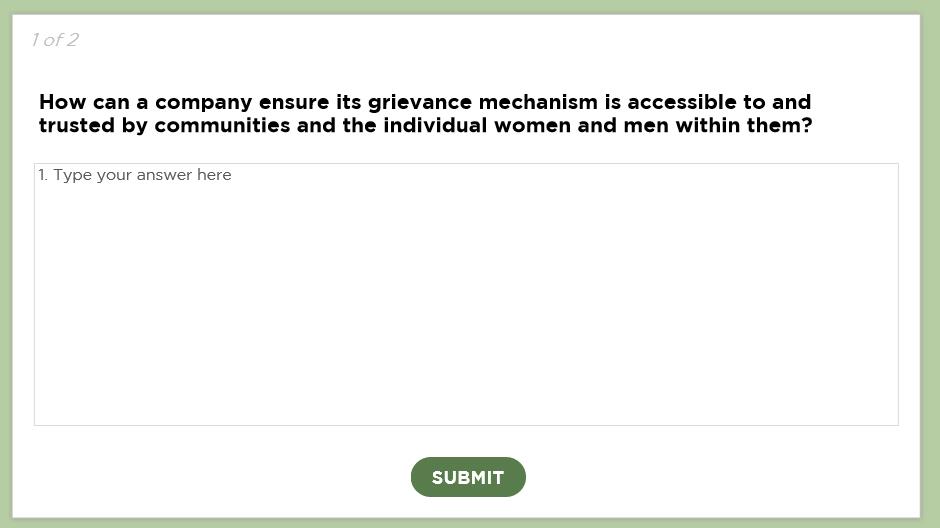 1 of 2
How can a company ensure its grievance mechanism is accessible to and
trusted by communities and the individual women and men within them?
1. Type your answer here
SUBMIT